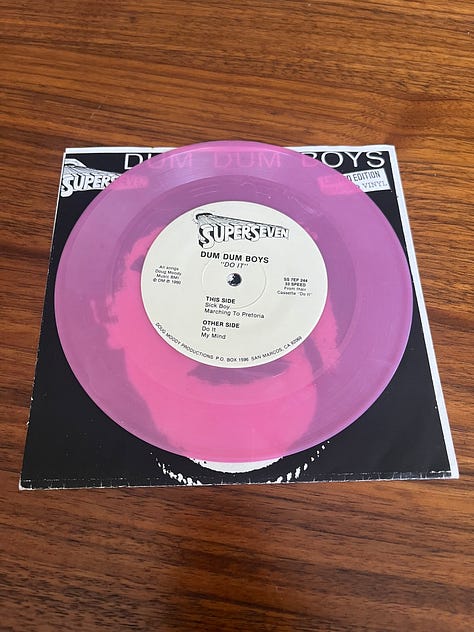 DUM DUM BOYS
SUPERSEVEN
EDITION
VINYL
SUPERSEVEN
DUM DUM BOYS
"DO IT"
All songs
Doug Moody
Music BMI
© DM ℗ 1990
SS 7EP 344
33 SPEED
From their
Cassette "Do It"
THIS SIDE
Sick Boy
Marching To Pretoria
OTHER SIDE
Do It
My Mind
DOUG MOODY PRODUCTIONS P.O. BOX 1596 SAN MARCOS, CA 92069